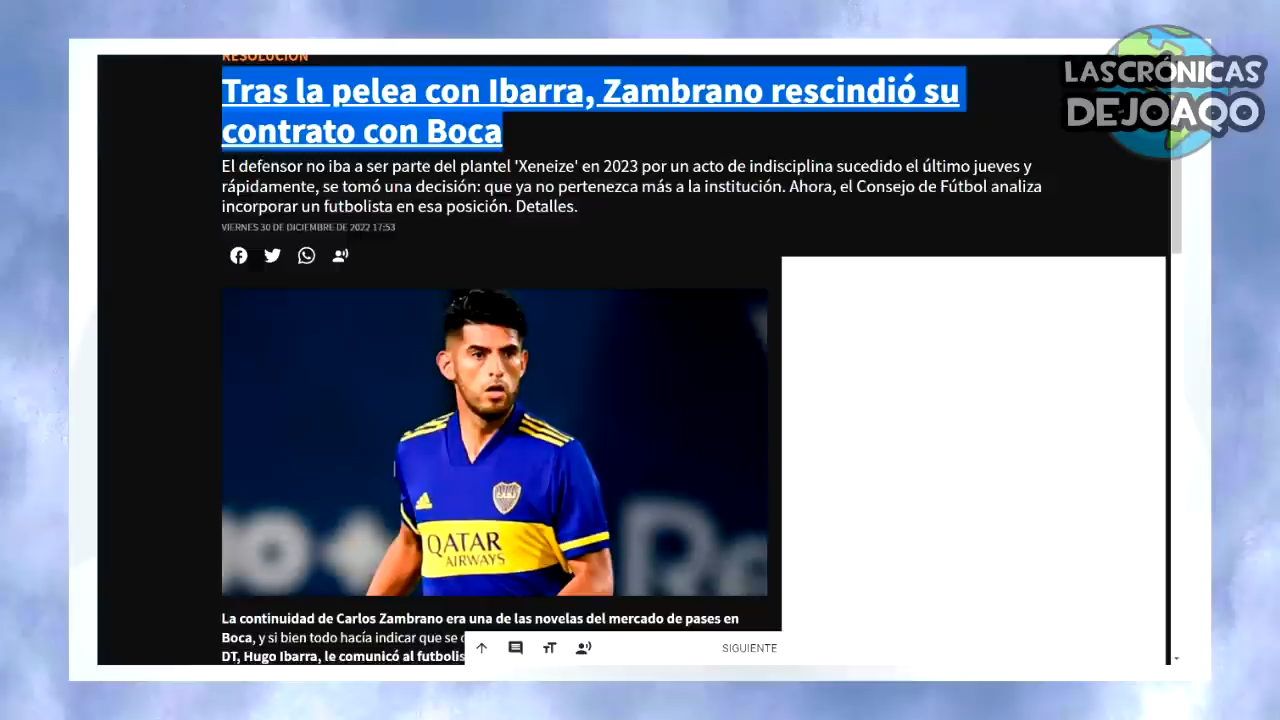 RESOLUCIÓN
LAS CRÓNICAS
DE JOAQO
Tras la pelea con Ibarra, Zambrano rescindió su
contrato con Boca
El defensor no iba a ser parte del plantel 'Xeneize' en 2023 por un acto de indisciplina sucedido el último jueves y
rápidamente, se tomó una decisión: que ya no pertenezca más a la institución. Ahora, el Consejo de Fútbol analiza
incorporar un futbolista en esa posición. Detalles.
VIERNES 30 DE DICIEMBRE DE 2022 17:53
QATAR
AIRWAYS
La continuidad de Carlos Zambrano era una de las novelas del mercado de pases en
Boca, y si bien todo hacía indicar que se
DT, Hugo Ibarra, le comunicó al futbolis
SIGUIENTE